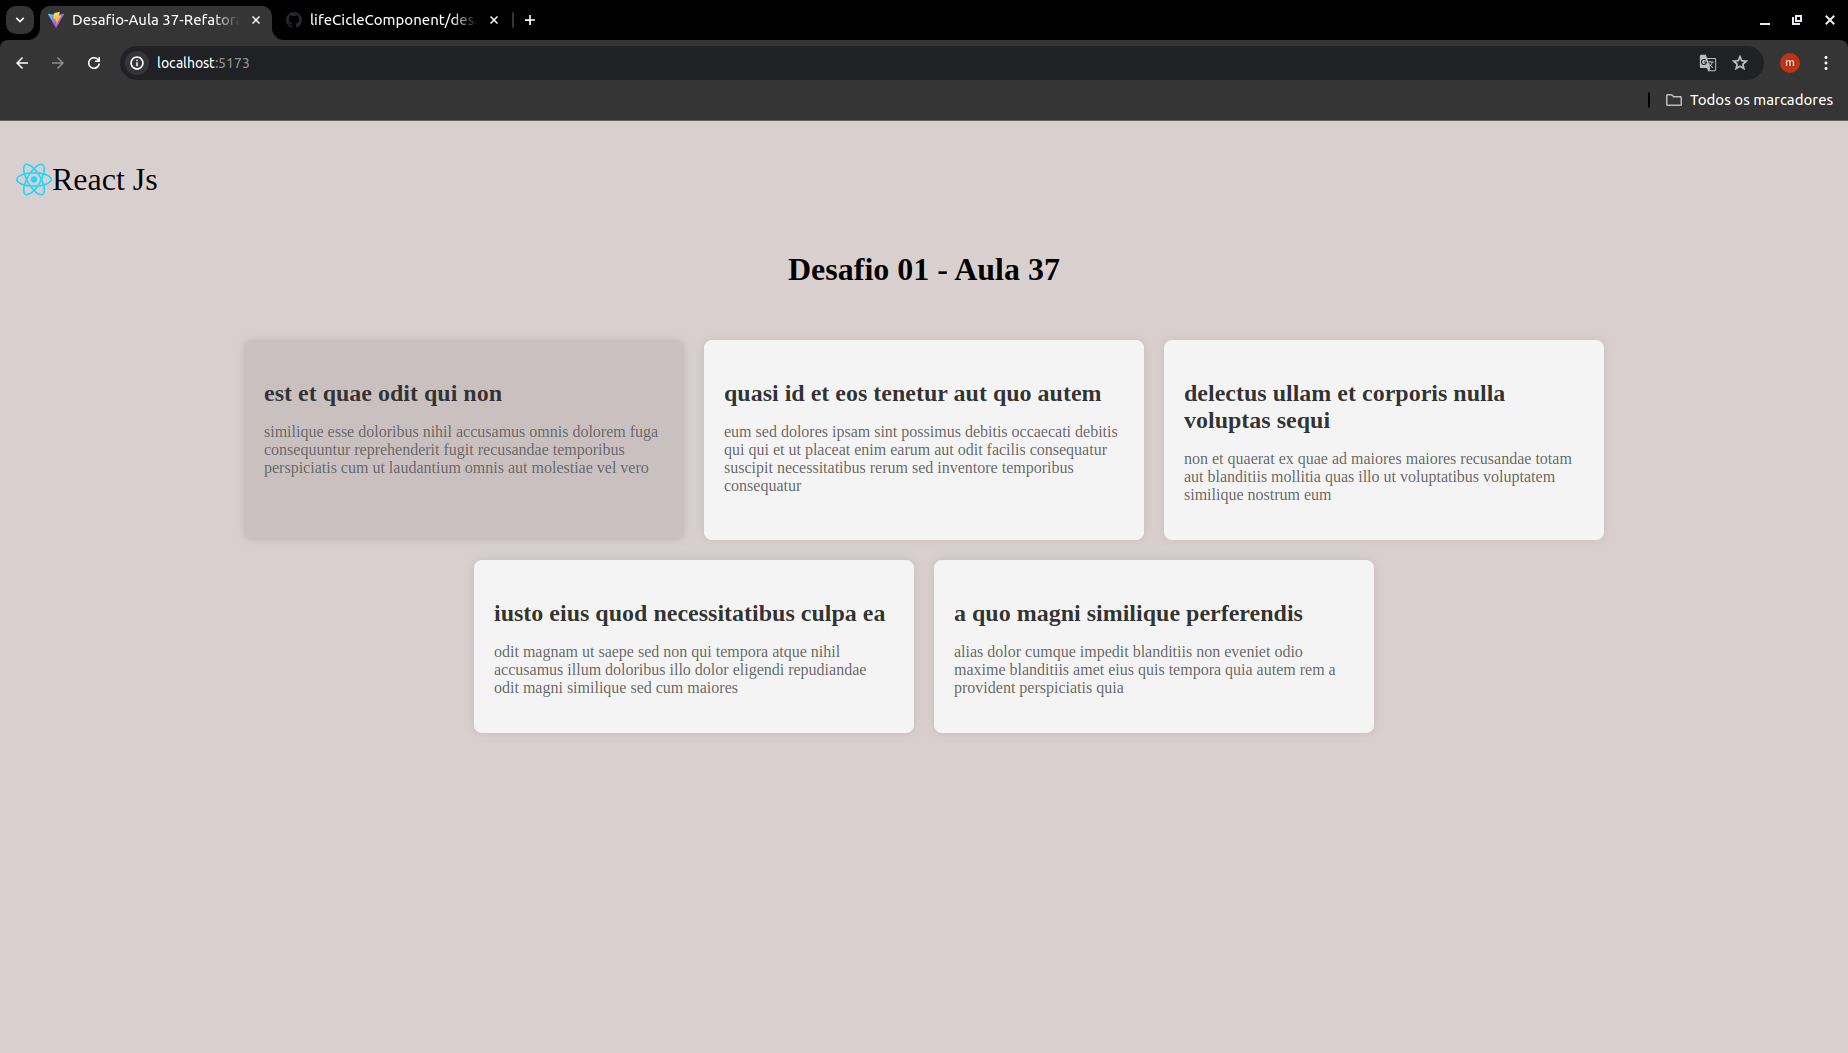 Desafio-Aula 37-Refator
lifeCicleComponent/des
localhost:5173
Todos os marcadores
React Js
Desafio 01 - Aula 37
est et quae odit qui non
similique esse doloribus nihil accusamus omnis dolorem fuga
consequuntur reprehenderit fugit recusandae temporibus
perspiciatis cum ut laudantium omnis aut molestiae vel vero
quasi id et eos tenetur aut quo autem
eum sed dolores ipsam sint possimus debitis occaecati debitis
qui qui et ut placeat enim earum aut odit facilis consequatur
suscipit necessitatibus rerum sed inventore temporibus
consequatur
delectus ullam et corporis nulla
voluptas sequi
non et quaerat ex quae ad maiores maiores recusandae totam
aut blanditiis mollitia quas illo ut voluptatibus voluptatem
similique nostrum eum
iusto eius quod necessitatibus culpa ea
odit magnam ut saepe sed non qui tempora atque nihil
accusamus illum doloribus illo dolor eligendi repudiandae
odit magni similique sed cum maiores
a quo magni similique perferendis
alias dolor cumque impedit blanditiis non eveniet odio
maxime blanditiis amet eius quis tempora quia autem rem a
provident perspiciatis quia